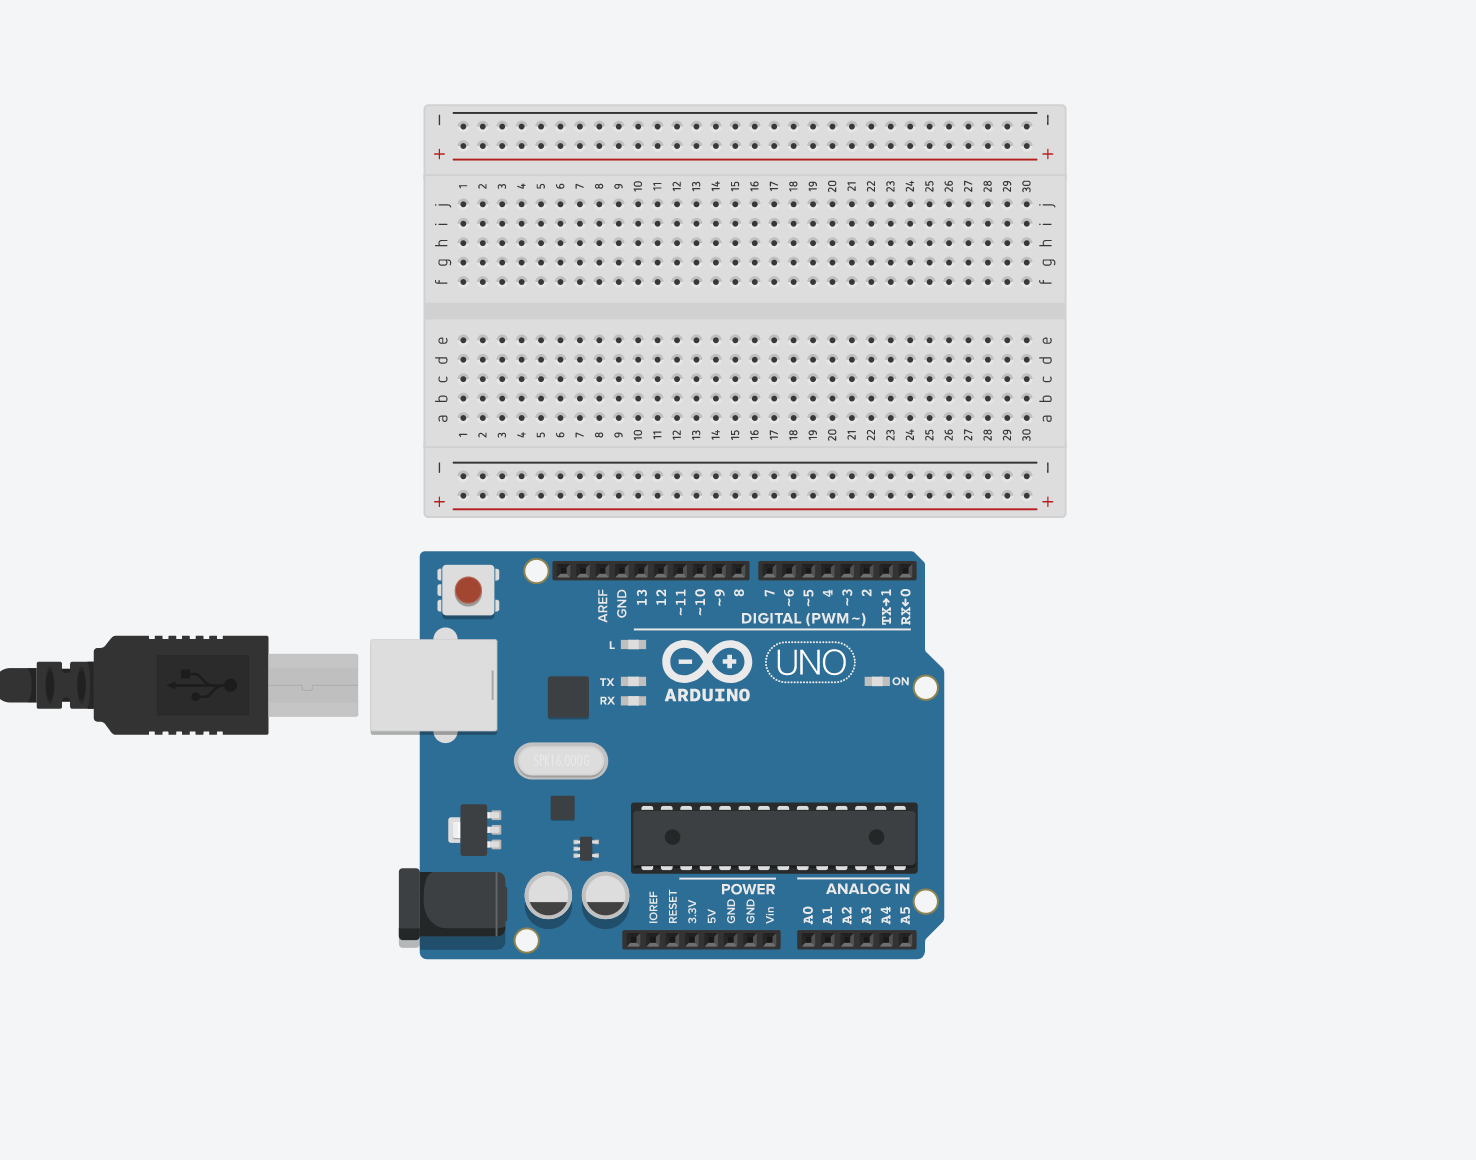 − −
+ +
1 2 3 4 5 6 7 8 9 10 11 12 13 14 15 16 17 18 19 20 21 22 23 24 25 26 27 28 29 30
j j
i i
h h
g g
f f
e e
d d
c c
b b
a a
1 2 3 4 5 6 7 8 9 10 11 12 13 14 15 16 17 18 19 20 21 22 23 24 25 26 27 28 29 30
− −
+ +
AREF GND 13 12 ~11 ~10 ~9 8 7 ~6 ~5 4 ~3 2 TX→1 RX←0
DIGITAL (PWM~)
L
UNO
TX ON
RX ARDUINO
SPK16.000G
POWER ANALOG IN
IOREF RESET 3.3V 5V GND GND Vin A0 A1 A2 A3 A4 A5